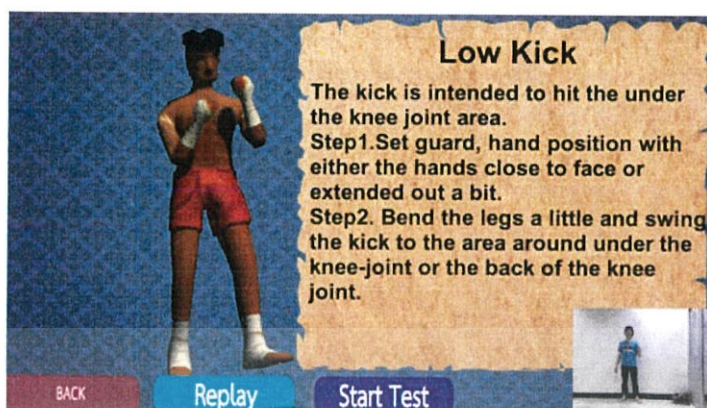 Low Kick
The kick is intended to hit the under
the knee joint area.
Step1.Set guard, hand position with
either the hands close to face or
extended out a bit.
Step2. Bend the legs a little and swing
the kick to the area around under the
knee-joint or the back of the knee
joint.
BACK
Replay
Start Test